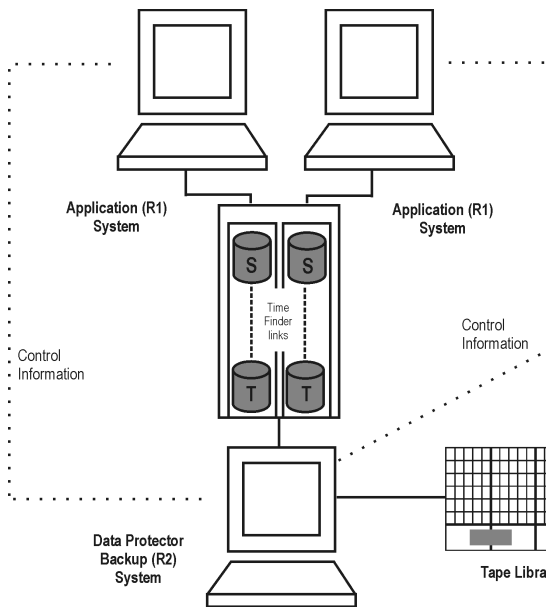 Application (R1)
System
Application (R1)
System
S
S
Time
Finder
links
Control
Information
Control
Information
T
T
Data Protector
Backup (R2)
System
Tape Libra